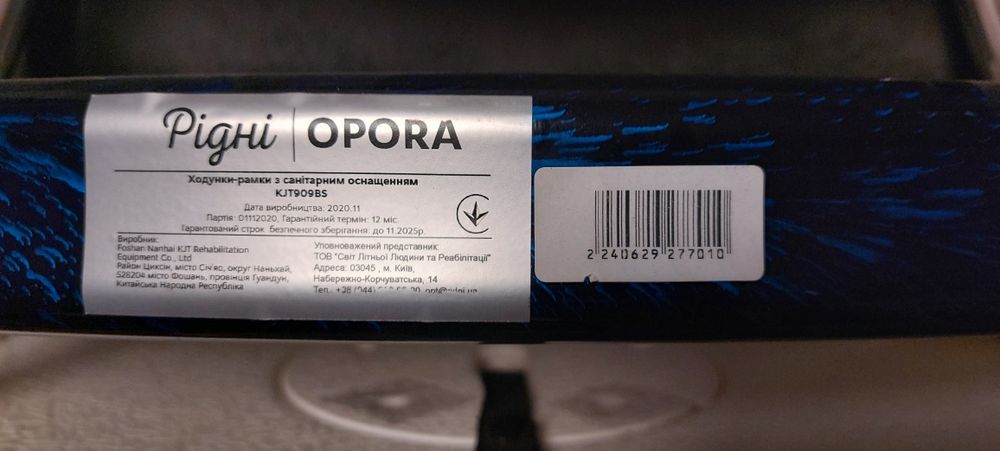 Рідні | OPORA
Ходунки-рамки з санітарним оснащенням
KJT909BS
Дата виробництва: 2020.11
Партія: 01112020, Гарантійний термін: 12 міс.
Гарантований строк безпечного зберігання: до 11.2025р.
Виробник:
Foshan Nanhai KJT Rehabilitation
Equipment Co., Ltd
Район Циксін, місто Січяо, округ Наньхай,
528204 місто Фошань, провінція Гуандун,
Китайська Народна Республіка
Уповноважений представник:
ТОВ "Світ Літньої Людини та Реабілітації"
Адреса: 03045 , м. Київ,
Набережно-Корчуватська, 14
Тел.
2 240629 277010